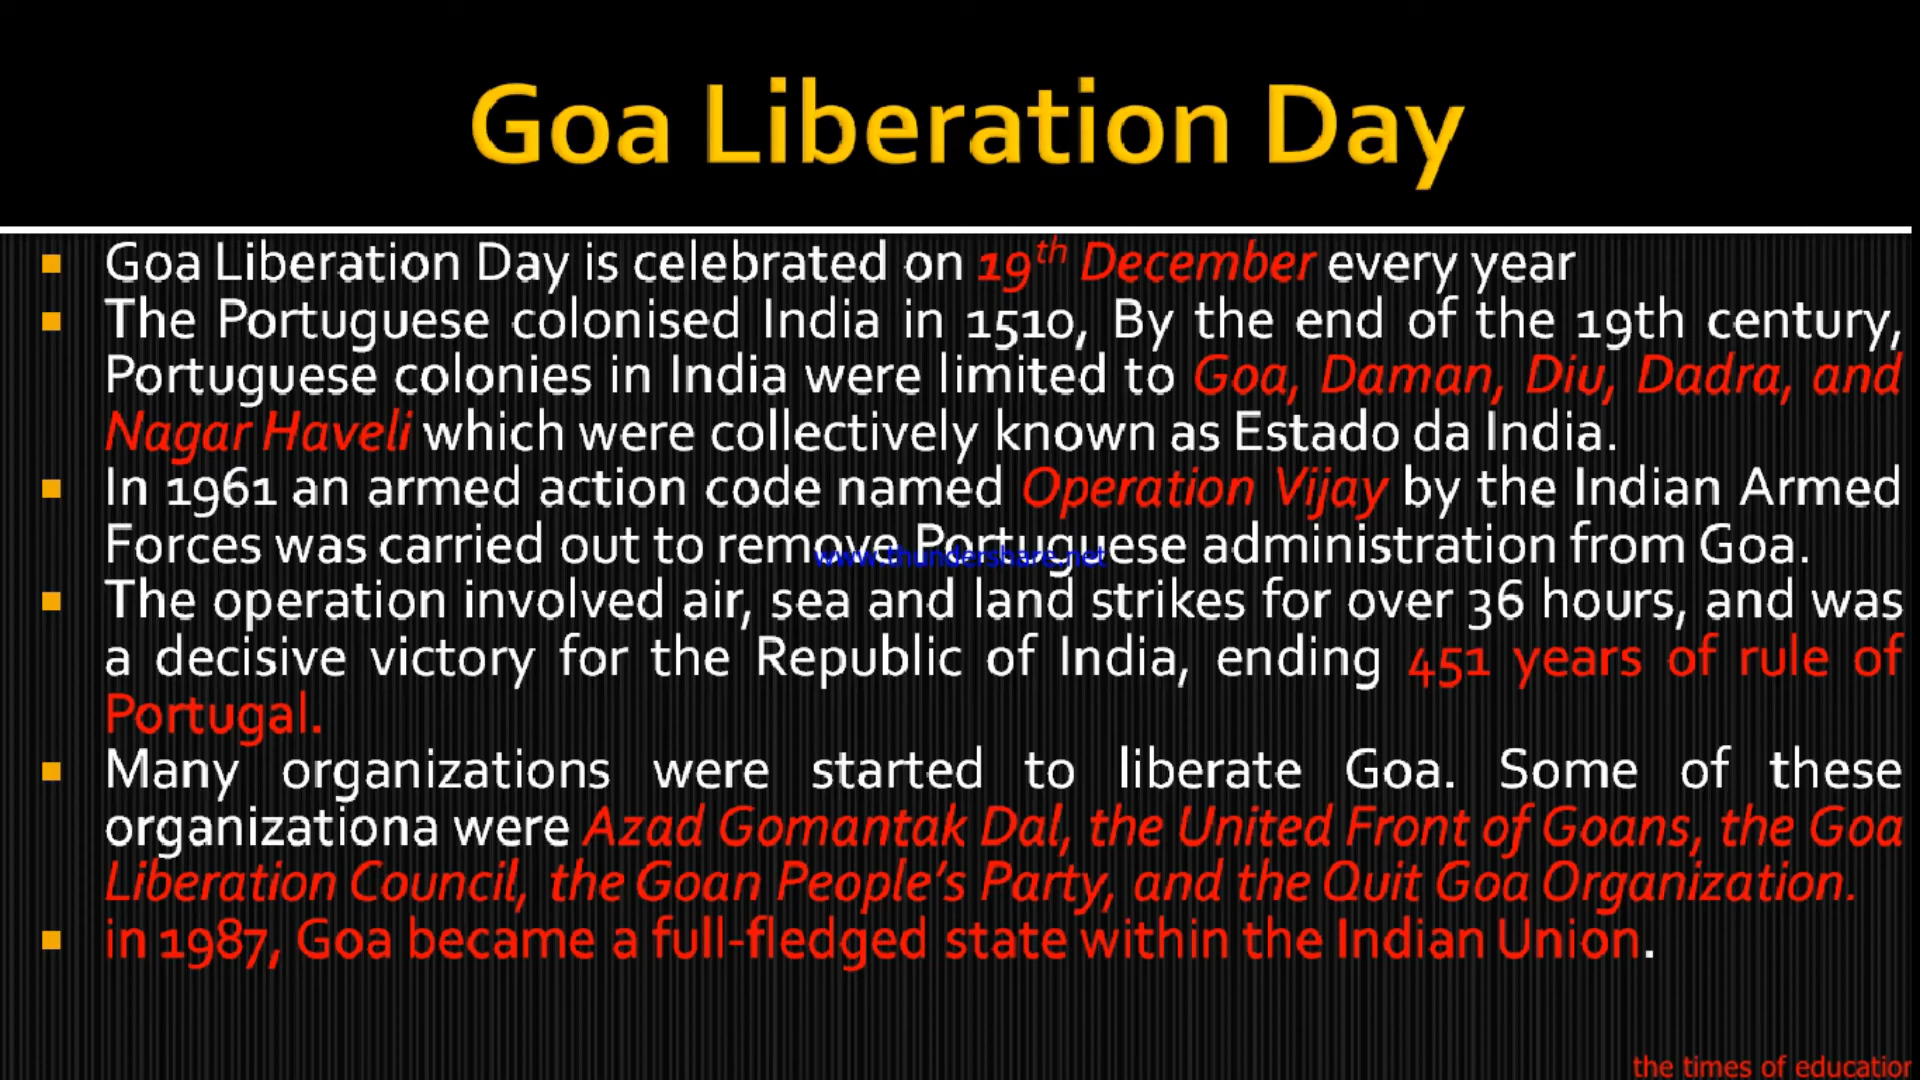 Goa Liberation Day
Goa Liberation Day is celebrated on 19th December every year
The Portuguese colonised India in 1510, By the end of the 19th century,
Portuguese colonies in India were limited to Goa, Daman, Diu, Dadra, and
Nagar Haveli which were collectively known as Estado da India.
In 1961 an armed action code named Operation Vijay by the Indian Armed
Forces was carried out to remove Portuguese administration from Goa.
www.thundershare.net
The operation involved air, sea and land strikes for over 36 hours, and was
a decisive victory for the Republic of India, ending 451 years of rule of
Portugal.
Many organizations were started to liberate Goa. Some of these
organizationa were Azad Gomantak Dal, the United Front of Goans, the Goa
Liberation Council, the Goan People's Party, and the Quit Goa Organization.
in 1987, Goa became a full-fledged state within the Indian Union.
the times of education